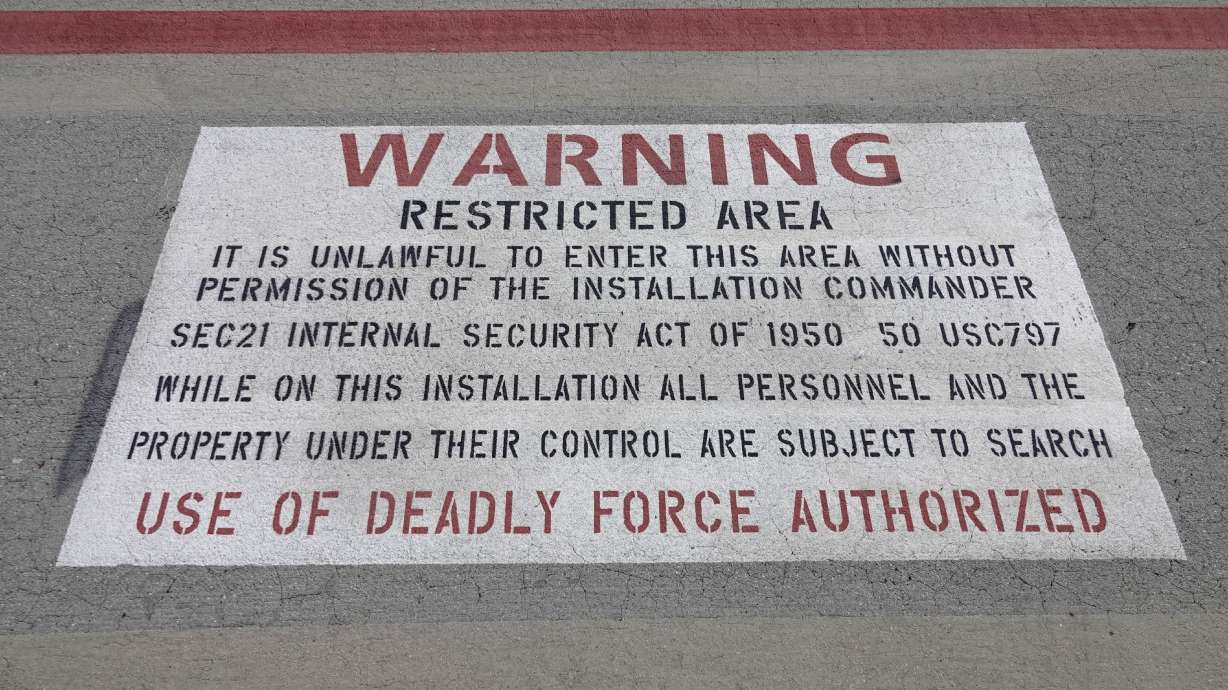 WARNING
RESTRICTED AREA
IT IS UNLAWFUL TO ENTER THIS AREA WITHOUT
PERMISSION OF THE INSTALLATION COMMANDER
SEC21 INTERNAL SECURITY ACT OF 1950 50 USC797
WHILE ON THIS INSTALLATION ALL PERSONNEL AND THE
PROPERTY UNDER THEIR CONTROL ARE SUBJECT TO SEARCH
USE OF DEADLY FORCE AUTHORIZED